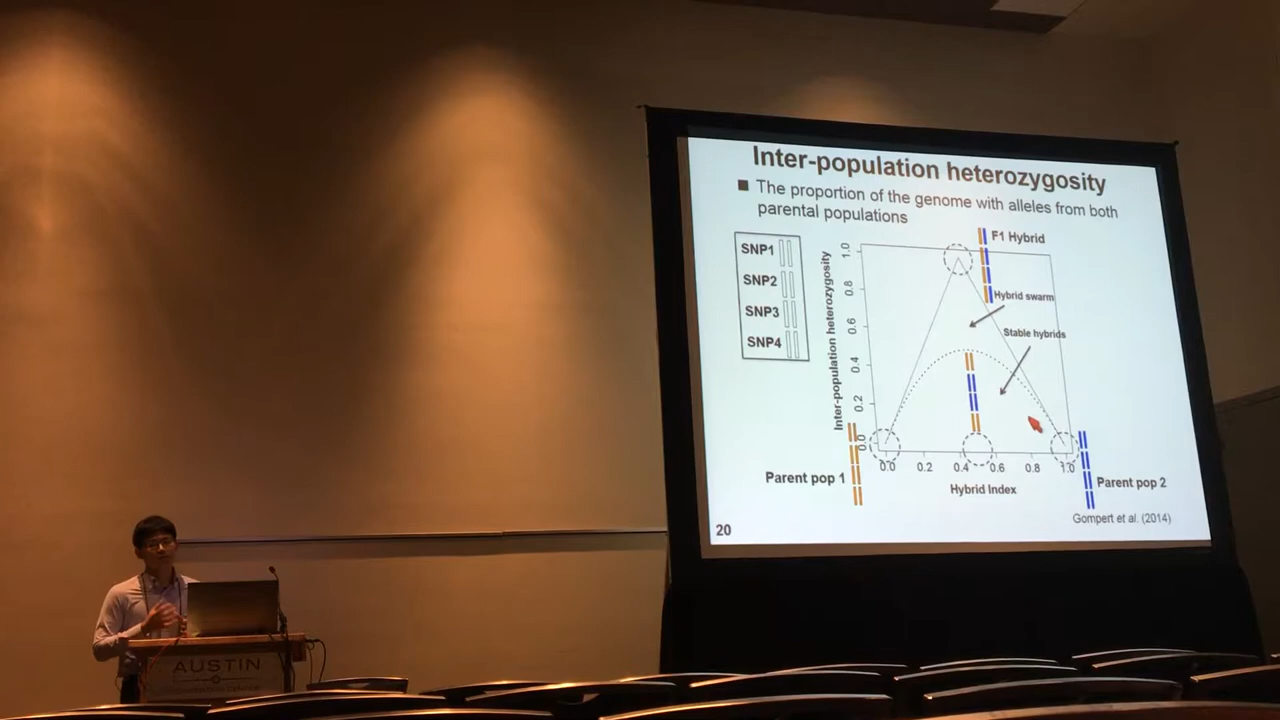 Inter-population heterozygosity
The proportion of the genome with alleles from both
parental populations
SNP1
SNP2
SNP3
SNP4
Inter-population heterozygosity
1.0
0.8
0.6
0.4
0.2
0.0
F1 Hybrid
Hybrid swarm
Stable hybrids
0.0 0.2 0.4 0.6 0.8 1.0
Hybrid Index
Parent pop 1
Parent pop 2
Gompert et al. (2014)
20
AUSTIN